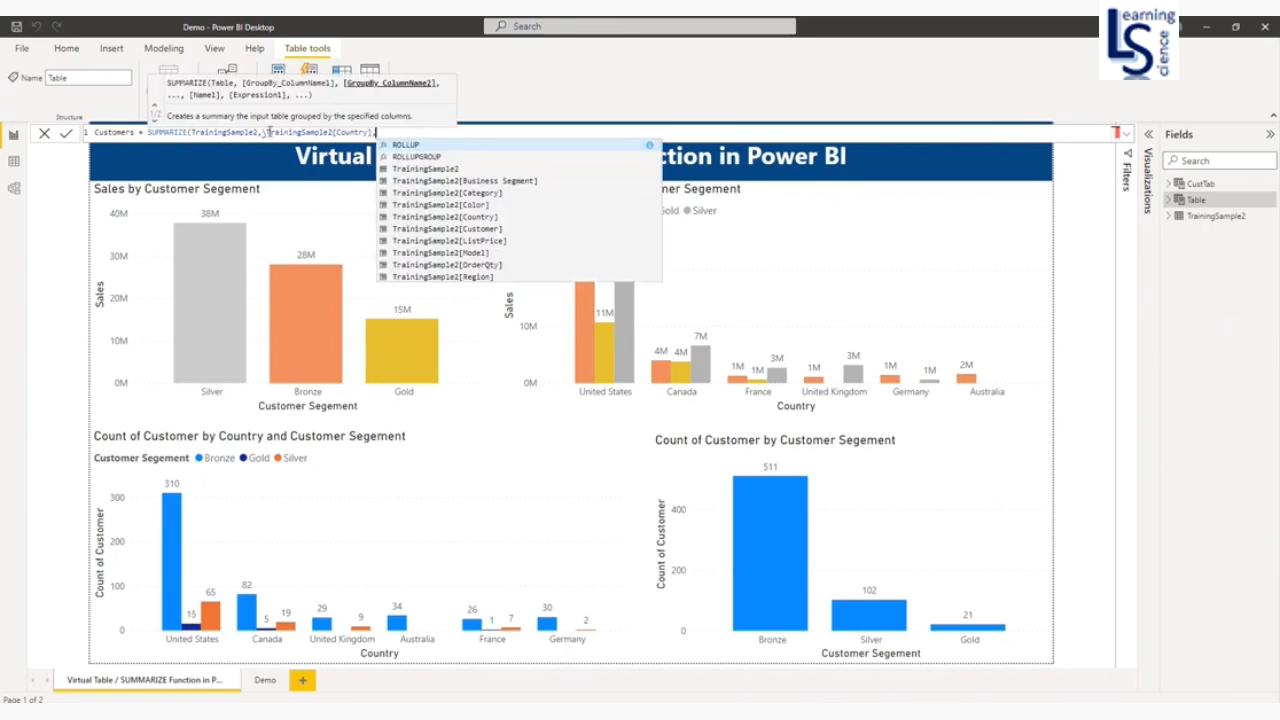 Demo - Power BI Desktop
Search
Learning
Science
File
Home
Insert
Modeling
View
Help
Table tools
Name
Table
SUMMARIZE(Table, [GroupBy_ColumnName1], [GroupBy_ColumnName2],
..., [Name1], [Expression1], ...)
Creates a summary the input table grouped by the specified columns.
1/2
Structure
1 Customers = SUMMARIZE(TrainingSample2, TrainingSample2[Country],
ROLLUP
ROLLUPGROUP
TrainingSample2
TrainingSample2[Business Segment]
TrainingSample2[Category]
TrainingSample2[Color]
TrainingSample2[Country]
TrainingSample2[Customer]
TrainingSample2[ListPrice]
TrainingSample2[Model]
TrainingSample2[OrderQty]
TrainingSample2[Region]
Virtual
ction in Power BI
Sales by Customer Segement
40M
30M
20M
10M
0M
38M
28M
15M
Sales
Silver
Bronze
Gold
Customer Segement
mer Segement
Gold
Silver
Sales
10M
0M
11M
4M
4M
7M
1M
1M
3M
1M
3M
1M
1M
2M
United States
Canada
France
United Kingdom
Germany
Australia
Country
Count of Customer by Country and Customer Segement
Customer Segement
Bronze
Gold
Silver
Count of Customer
300
200
100
0
310
15
65
82
5
19
29
9
34
26
1
7
30
2
United States
Canada
United Kingdom
Australia
France
Germany
Country
Count of Customer by Customer Segement
Count of Customer
400
200
0
511
102
21
Bronze
Silver
Gold
Customer Segement
Filters
Visualizations
Fields
Search
CustTab
Table
TrainingSample2
Virtual Table / SUMMARIZE Function in P...
Demo
Page 1 of 2